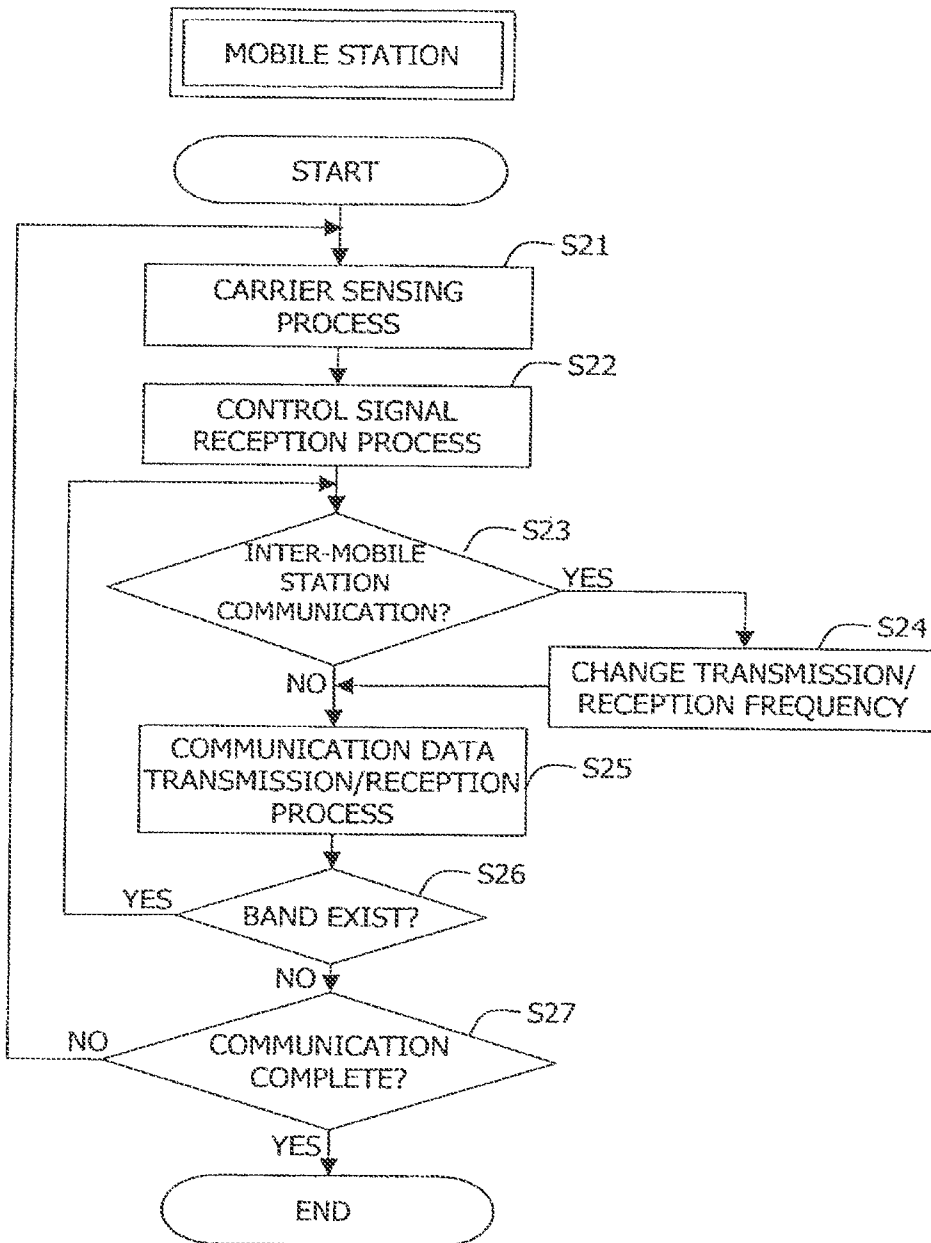 MOBILE STATION
START
S21
CARRIER SENSING
PROCESS
S22
CONTROL SIGNAL
RECEPTION PROCESS
S23
INTER-MOBILE
STATION
COMMUNICATION?
YES
S24
CHANGE TRANSMISSION/
RECEPTION FREQUENCY
NO
COMMUNICATION DATA
TRANSMISSION/RECEPTION
PROCESS
S25
S26
YES
BAND EXIST?
NO
S27
NO
COMMUNICATION
COMPLETE?
YES
END